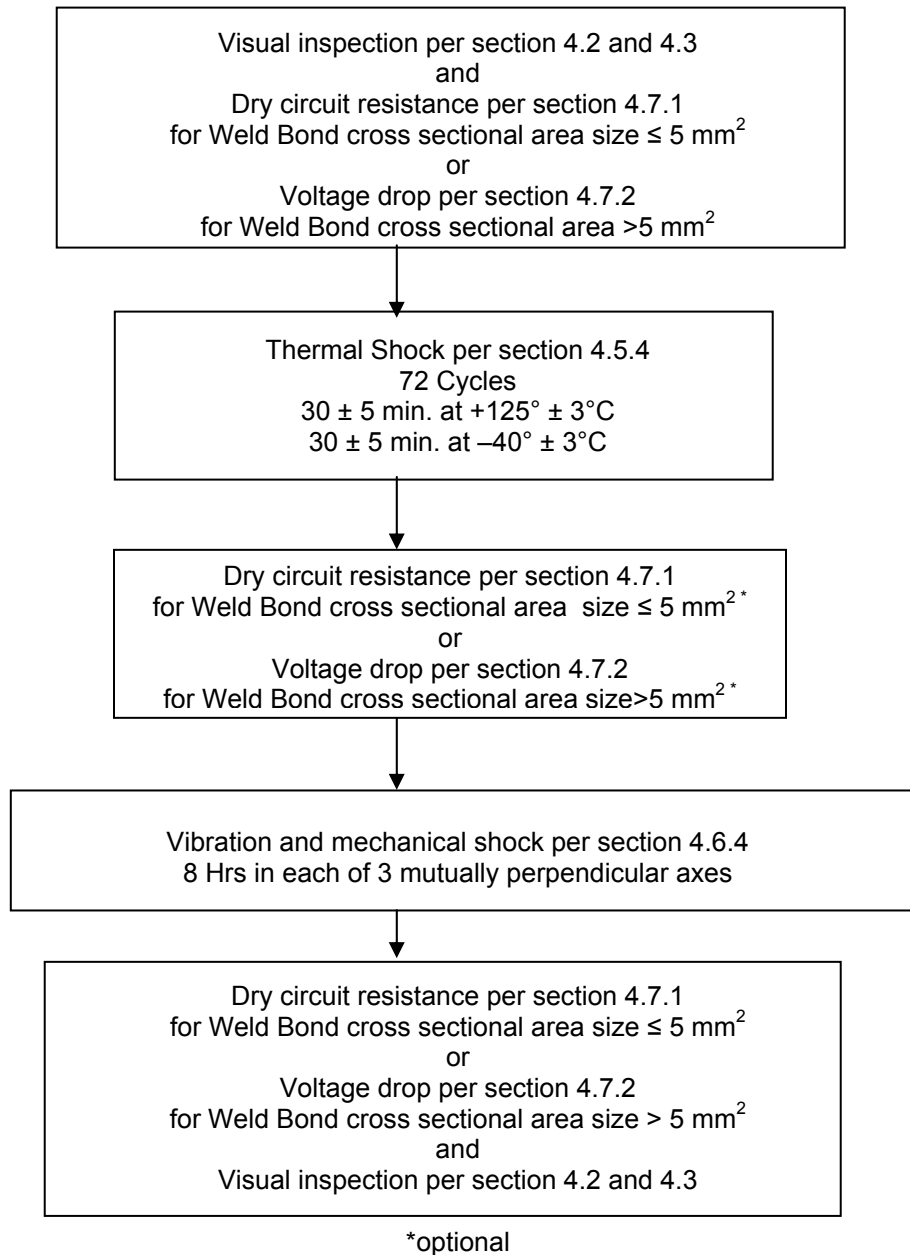 Visual inspection per section 4.2 and 4.3
and
Dry circuit resistance per section 4.7.1
for Weld Bond cross sectional area size ≤ 5 mm²
or
Voltage drop per section 4.7.2
for Weld Bond cross sectional area >5 mm²
Thermal Shock per section 4.5.4
72 Cycles
30 ± 5 min. at +125° ± 3°C
30 ± 5 min. at –40° ± 3°C
Dry circuit resistance per section 4.7.1
for Weld Bond cross sectional area size ≤ 5 mm² *
or
Voltage drop per section 4.7.2
for Weld Bond cross sectional area size>5 mm² *
Vibration and mechanical shock per section 4.6.4
8 Hrs in each of 3 mutually perpendicular axes
Dry circuit resistance per section 4.7.1
for Weld Bond cross sectional area size ≤ 5 mm²
or
Voltage drop per section 4.7.2
for Weld Bond cross sectional area size > 5 mm²
and
Visual inspection per section 4.2 and 4.3
*optional